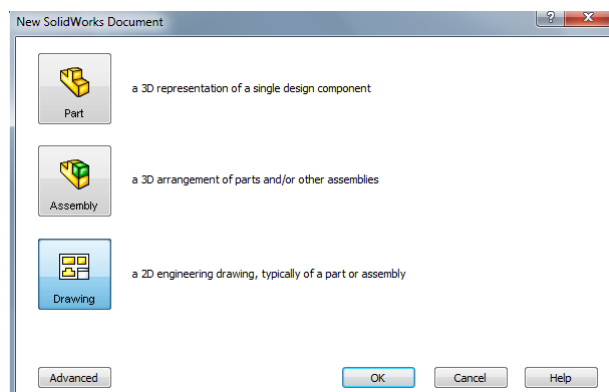 New SolidWorks Document
?
x
Part
a 3D representation of a single design component
Assembly
a 3D arrangement of parts and/or other assemblies
Drawing
a 2D engineering drawing, typically of a part or assembly
Advanced
OK
Cancel
Help